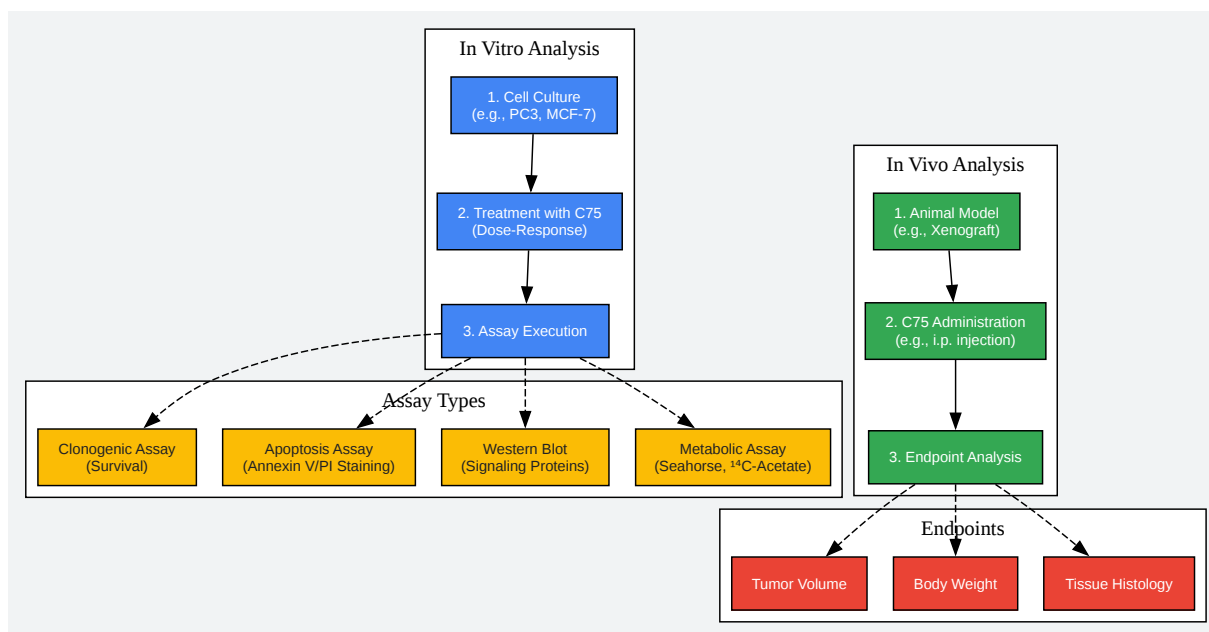 In Vitro Analysis
1. Cell Culture
(e.g., PC3, MCF-7)
2. Treatment with C75
(Dose-Response)
3. Assay Execution
Assay Types
Clonogenic Assay
(Survival)
Apoptosis Assay
(Annexin V/PI Staining)
Western Blot
(Signaling Proteins)
Metabolic Assay
(Seahorse, ¹⁴C-Acetate)
In Vivo Analysis
1. Animal Model
(e.g., Xenograft)
2. C75 Administration
(e.g., i.p. injection)
3. Endpoint Analysis
Endpoints
Tumor Volume
Body Weight
Tissue Histology